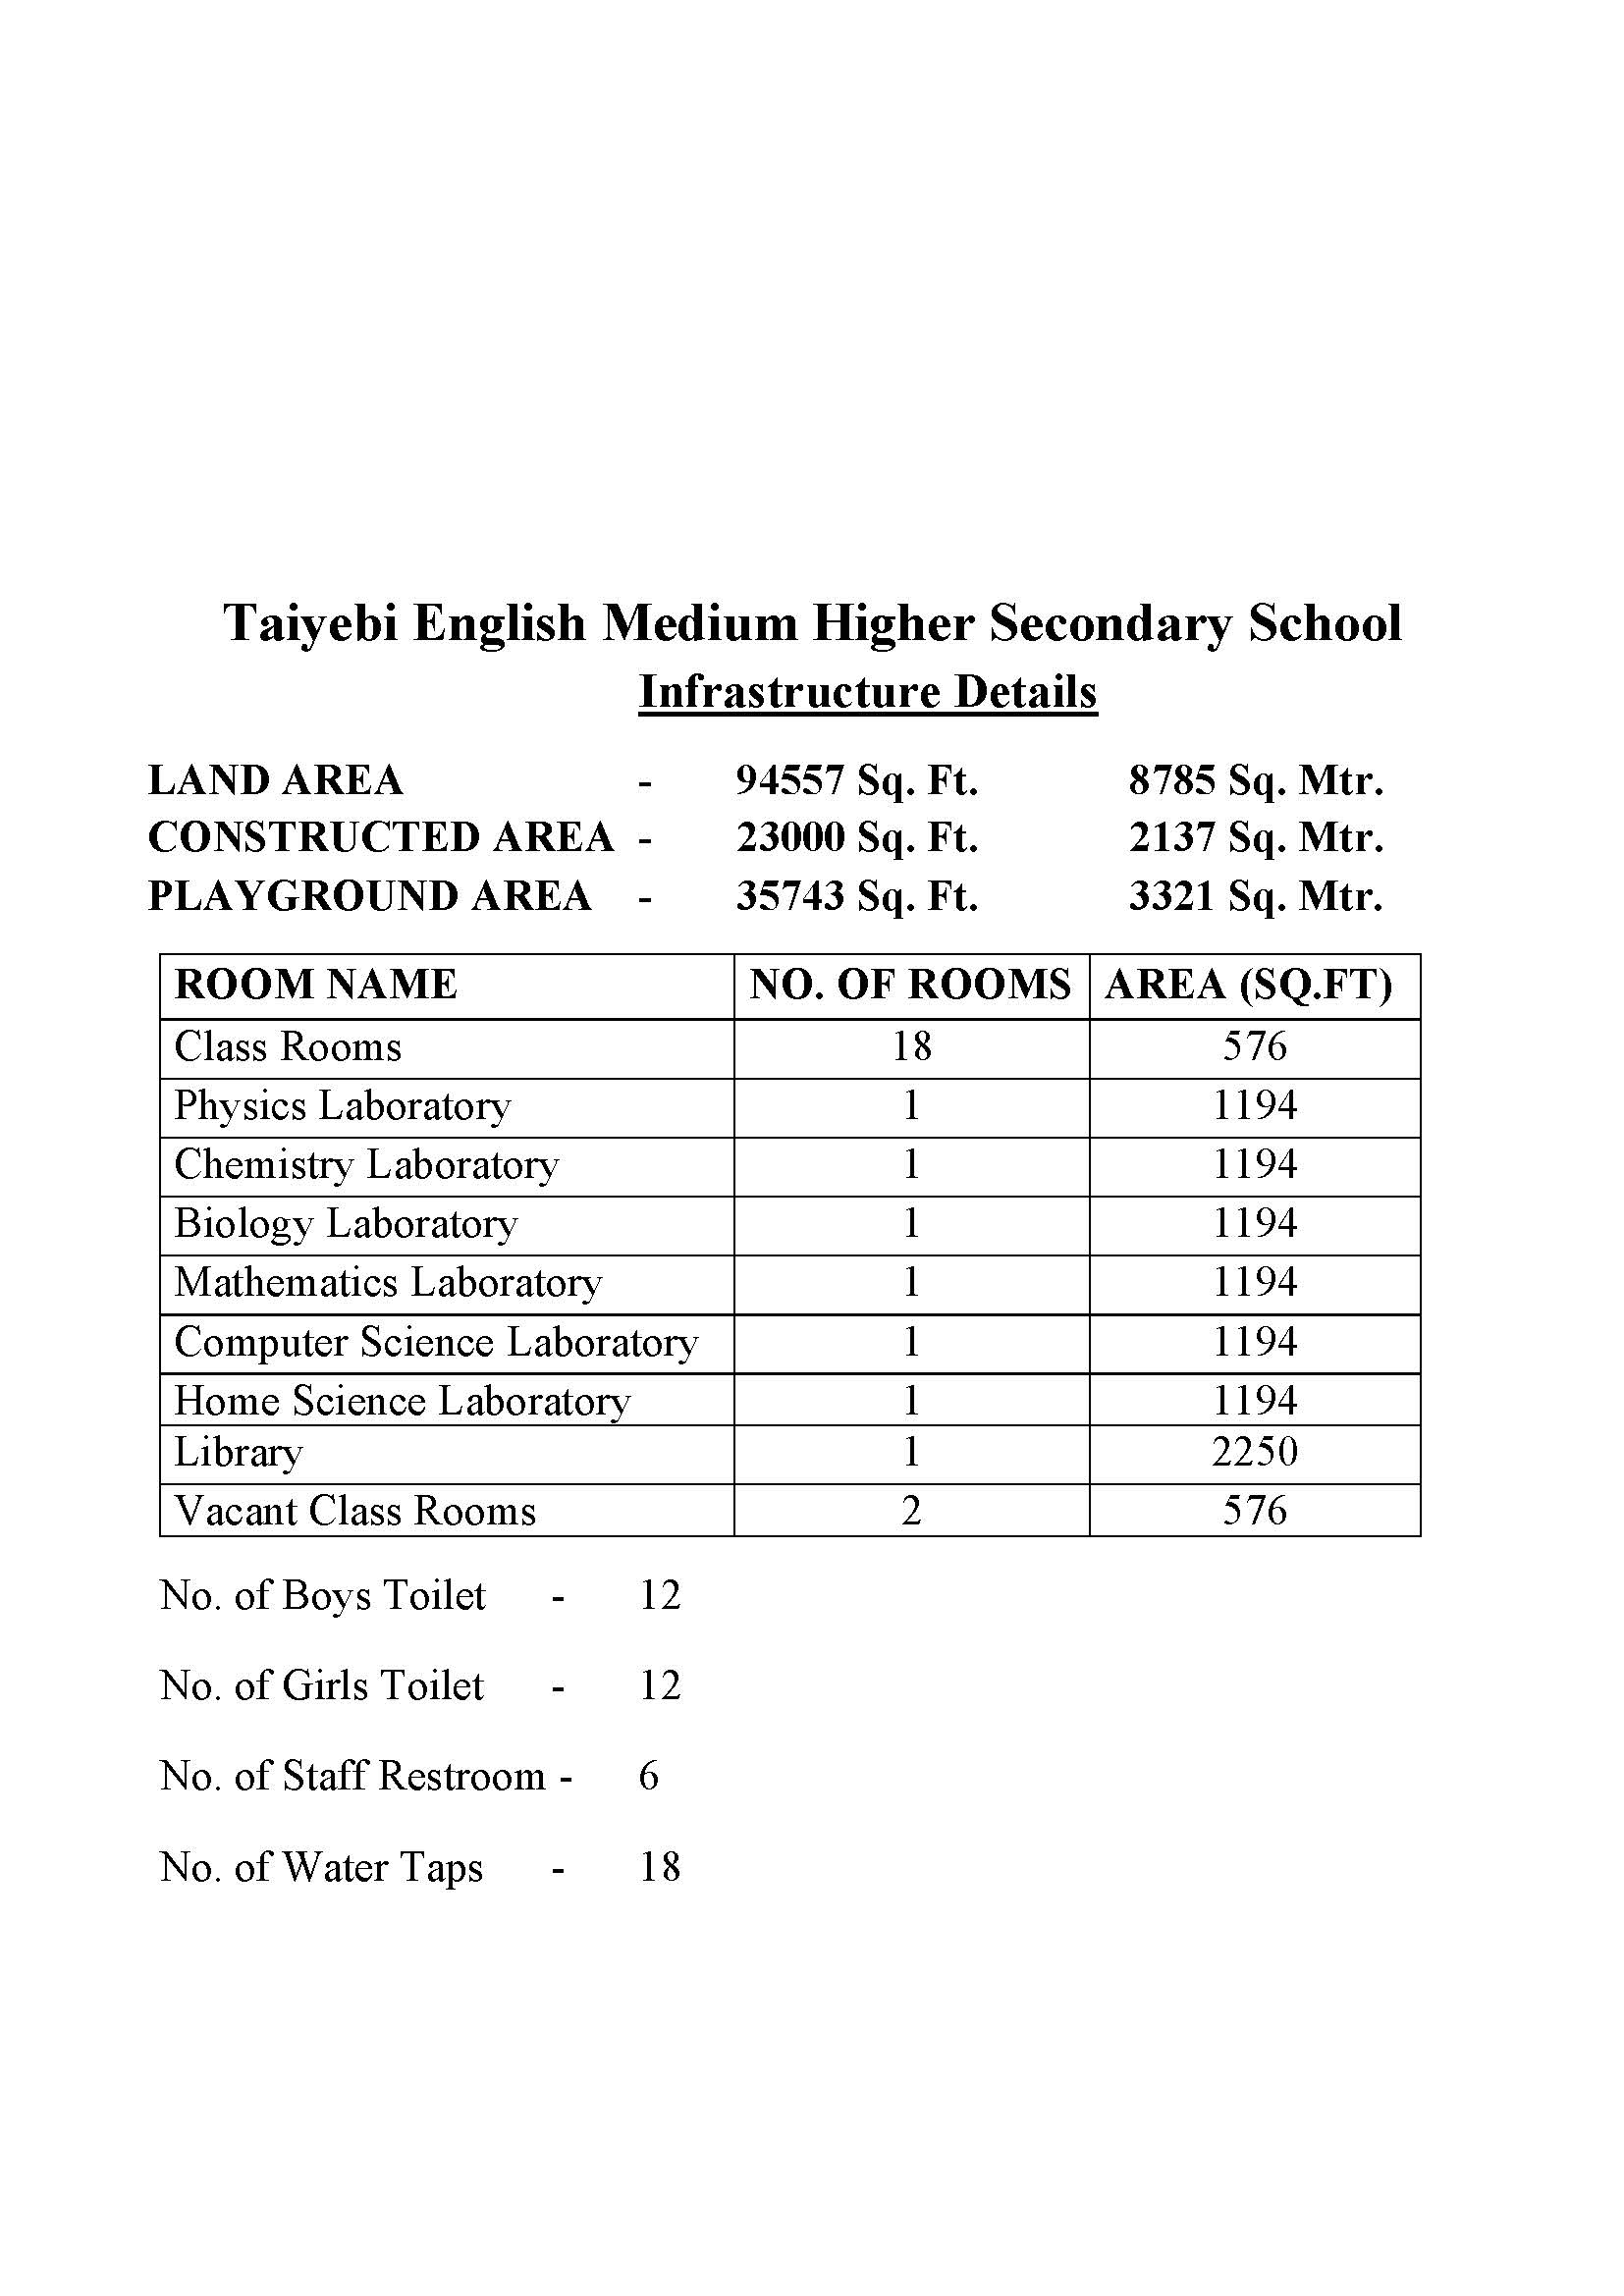 Taiyebi English Medium Higher Secondary School
Infrastructure Details
LAND AREA - 94557 Sq. Ft. 8785 Sq. Mtr.
CONSTRUCTED AREA - 23000 Sq. Ft. 2137 Sq. Mtr.
PLAYGROUND AREA - 35743 Sq. Ft. 3321 Sq. Mtr.
ROOM NAME NO. OF ROOMS AREA (SQ.FT)
Class Rooms 18 576
Physics Laboratory 1 1194
Chemistry Laboratory 1 1194
Biology Laboratory 1 1194
Mathematics Laboratory 1 1194
Computer Science Laboratory 1 1194
Home Science Laboratory 1 1194
Library 1 2250
Vacant Class Rooms 2 576
No. of Boys Toilet - 12
No. of Girls Toilet - 12
No. of Staff Restroom - 6
No. of Water Taps - 18